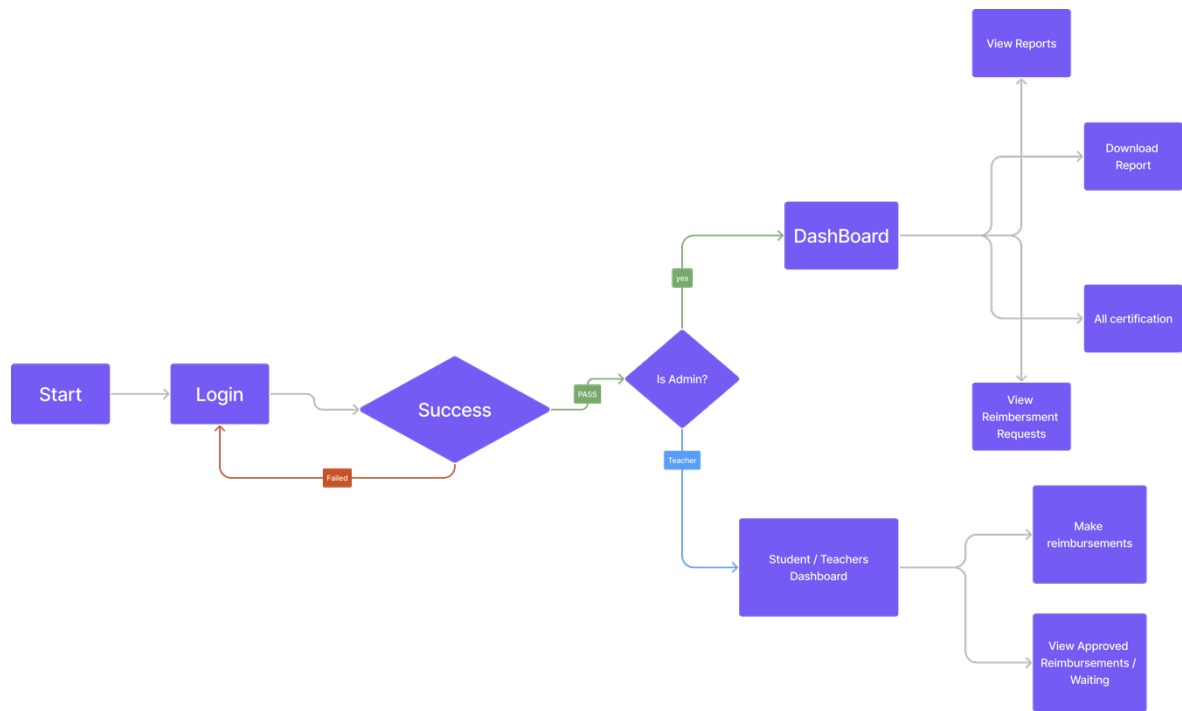 View Reports
Download
Report
DashBoard
yes
All certification
Start
Login
Success
PASS
Is Admin?
View
Reimbersment
Requests
Failed
Teacher
Student / Teachers
Dashboard
Make
reimbursements
View Approved
Reimbursements /
Waiting